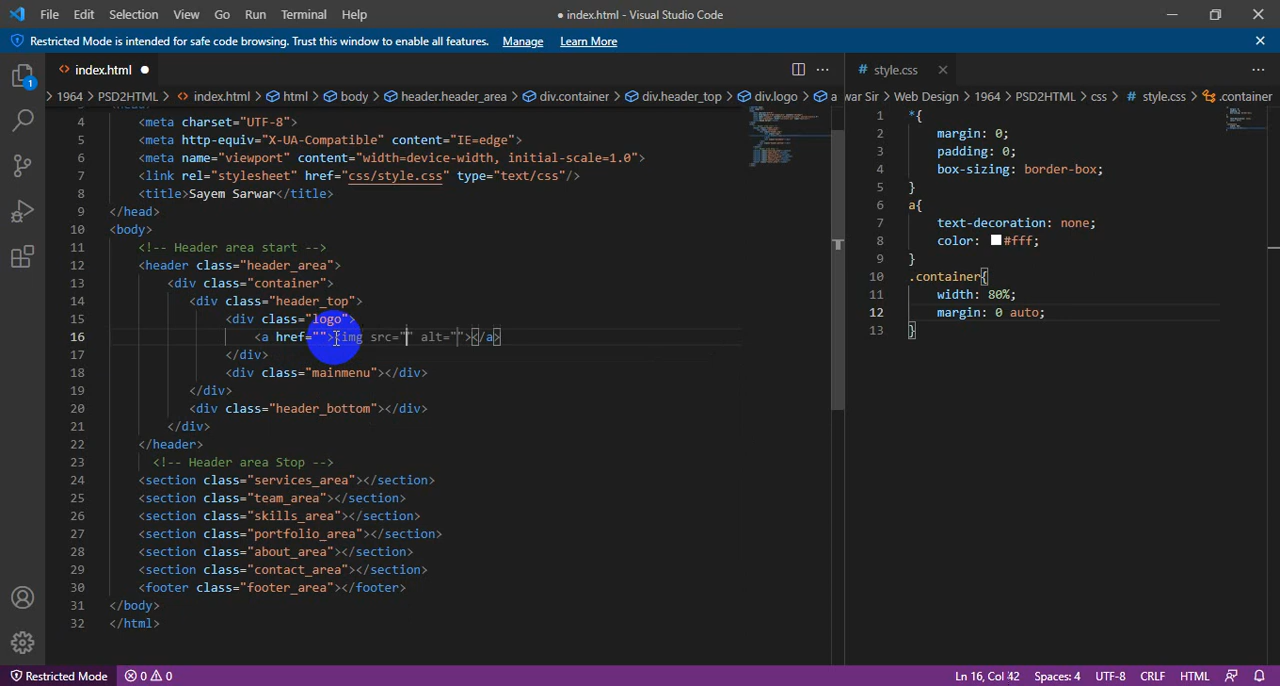 File Edit Selection View Go Run Terminal Help ● index.html - Visual Studio Code
Restricted Mode is intended for safe code browsing. Trust this window to enable all features. Manage Learn More
index.html
1
> 1964 > PSD2HTML > index.html > html > body > header.header_area > div.container > div.header_top > div.logo > a
4 <meta charset="UTF-8">
5 <meta http-equiv="X-UA-Compatible" content="IE=edge">
6 <meta name="viewport" content="width=device-width, initial-scale=1.0">
7 <link rel="stylesheet" href="css/style.css" type="text/css"/>
8 <title>Sayem Sarwar</title>
9 </head>
10 <body>
11 <!-- Header area start -->
12 <header class="header_area">
13 <div class="container">
14 <div class="header_top">
15 <div class="logo">
16 <a href=""><img src="" alt=""></a>
17 </div>
18 <div class="mainmenu"></div>
19 </div>
20 <div class="header_bottom"></div>
21 </div>
22 </header>
23 <!-- Header area Stop -->
24 <section class="services_area"></section>
25 <section class="team_area"></section>
26 <section class="skills_area"></section>
27 <section class="portfolio_area"></section>
28 <section class="about_area"></section>
29 <section class="contact_area"></section>
30 <footer class="footer_area"></footer>
31 </body>
32 </html>
# style.css
war Sir > Web Design > 1964 > PSD2HTML > css > # style.css > .container
1 *{
2 margin: 0;
3 padding: 0;
4 box-sizing: border-box;
5 }
6 a{
7 text-decoration: none;
8 color: #fff;
9 }
10 .container{
11 width: 80%;
12 margin: 0 auto;
13 }
Restricted Mode 0 0 Ln 16, Col 42 Spaces: 4 UTF-8 CRLF HTML